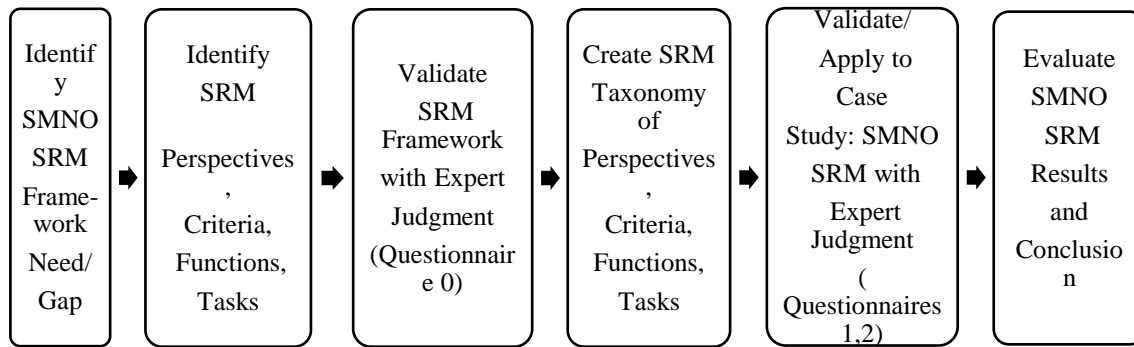 Identif
y
SMNO
SRM
Frame-
work
Need/
Gap
Identify
SRM
Perspectives
,
Criteria,
Functions,
Tasks
Validate
SRM
Framework
with Expert
Judgment
(Questionnair
e 0)
Create SRM
Taxonomy
of
Perspectives
,
Criteria,
Functions,
Tasks
Validate/
Apply to
Case
Study: SMNO
SRM with
Expert
Judgment
(
Questionnaires
1,2)
Evaluate
SMNO
SRM
Results
and
Conclusio
n